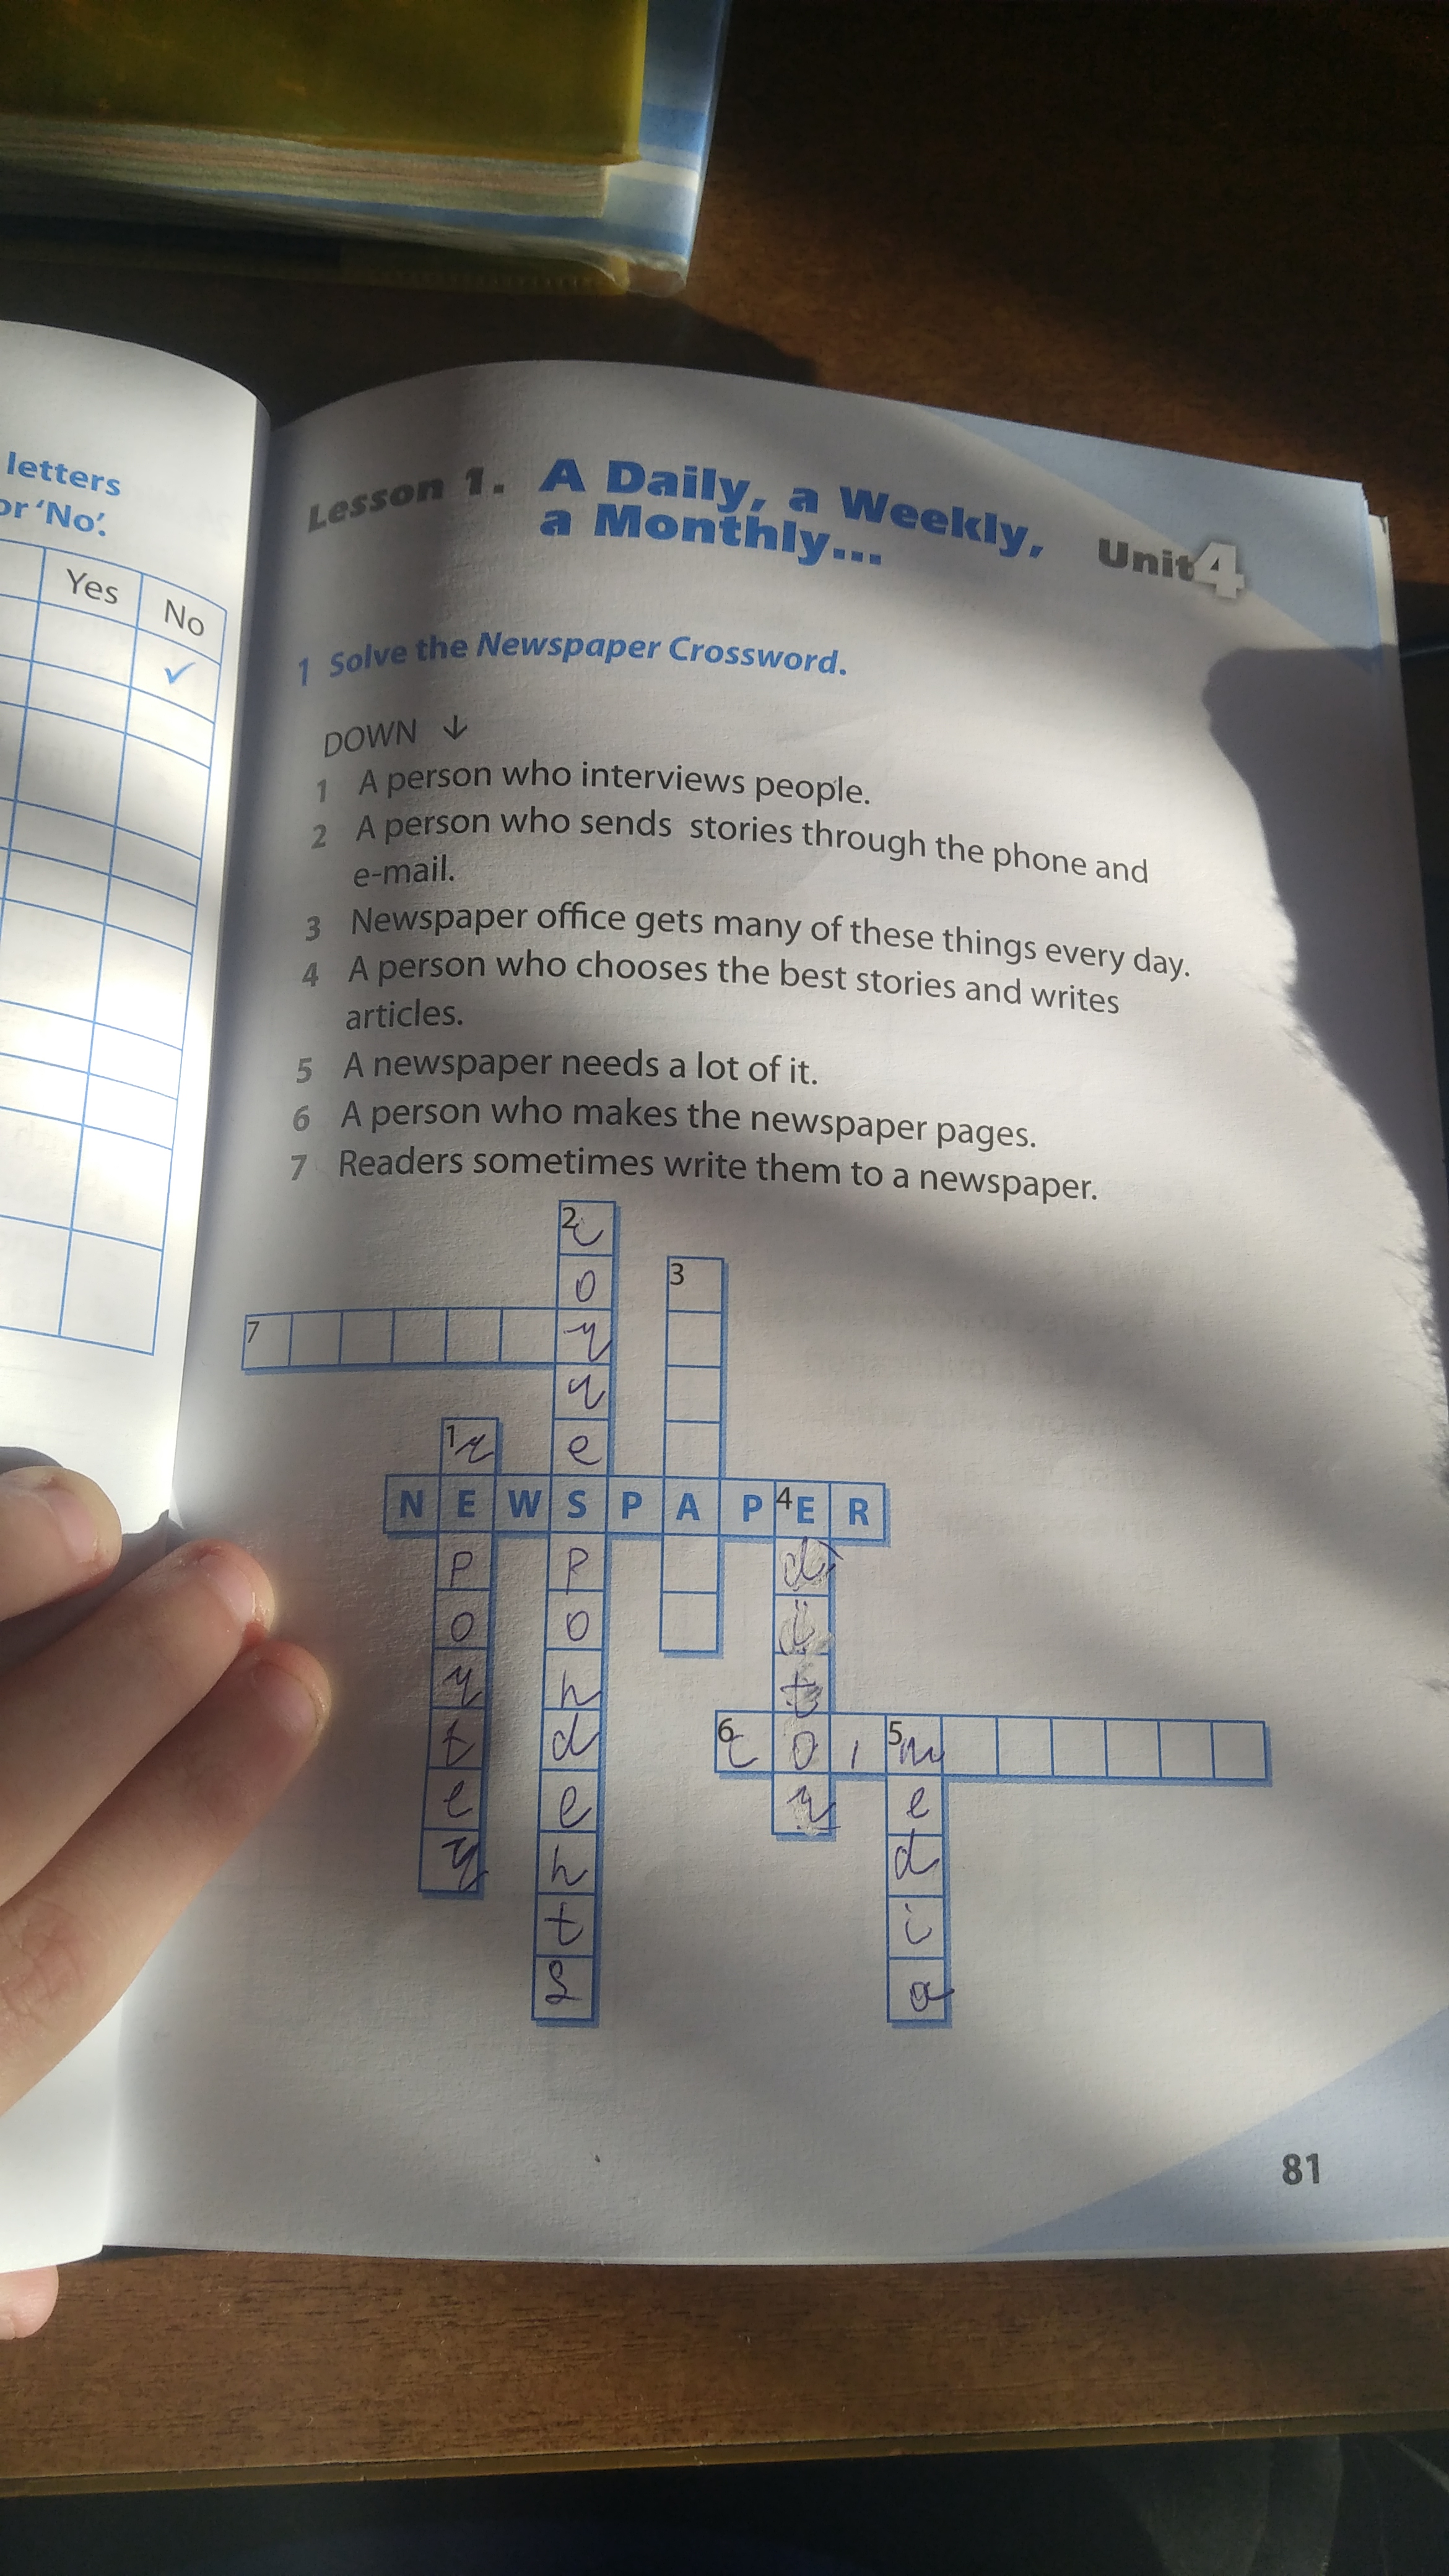 letters
or 'No'.
Yes No
✓
Lesson 1. A Daily, a Weekly,
a Monthly... Unit 4
1 Solve the Newspaper Crossword.
DOWN ↓
1 A person who interviews people.
2 A person who sends stories through the phone and
e-mail.
3 Newspaper office gets many of these things every day.
4 A person who chooses the best stories and writes
articles.
5 A newspaper needs a lot of it.
6 A person who makes the newspaper pages.
7 Readers sometimes write them to a newspaper.
2 c
o
3
7 r
r
1 r e
N E W S P A P 4 E R
p p d
o o i
r n t
6 c o , 5 m
t d
e e r e
r n d
t i
s a
81